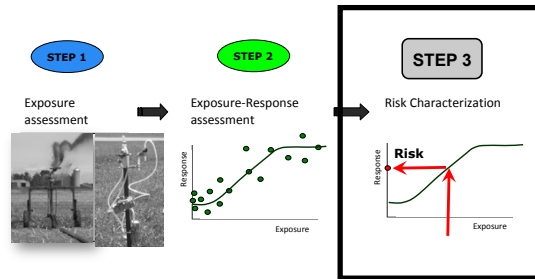 STEP 1
STEP 2
STEP 3
Exposure
assessment
Exposure-Response
assessment
Risk Characterization
Response
Exposure
Response
Risk
Exposure